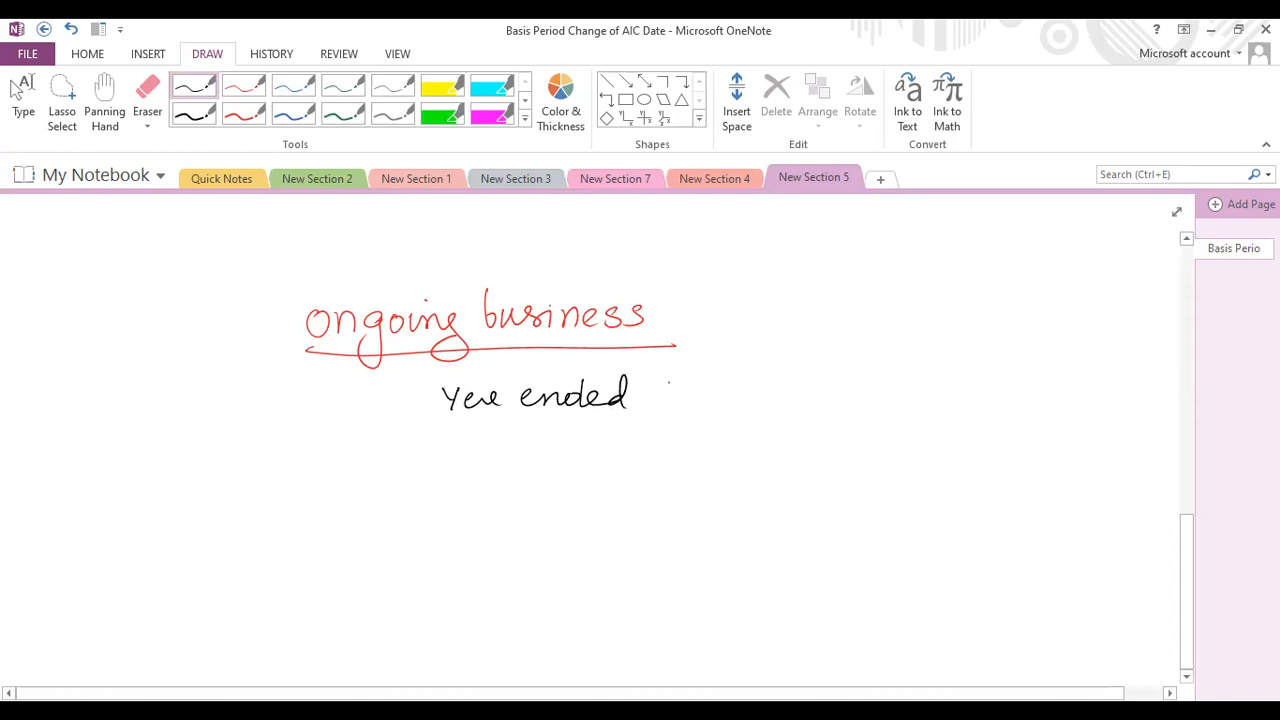 Basis Period Change of AIC Date - Microsoft OneNote
?
FILE HOME INSERT DRAW HISTORY REVIEW VIEW Microsoft account
Type Lasso Select Panning Hand Eraser Color & Thickness Insert Space Delete Arrange Rotate Ink to Text Ink to Math
Tools Shapes Edit Convert
My Notebook Quick Notes New Section 2 New Section 1 New Section 3 New Section 7 New Section 4 New Section 5 Search (Ctrl+E)
Add Page
Basis Perio
ongoing business
ended